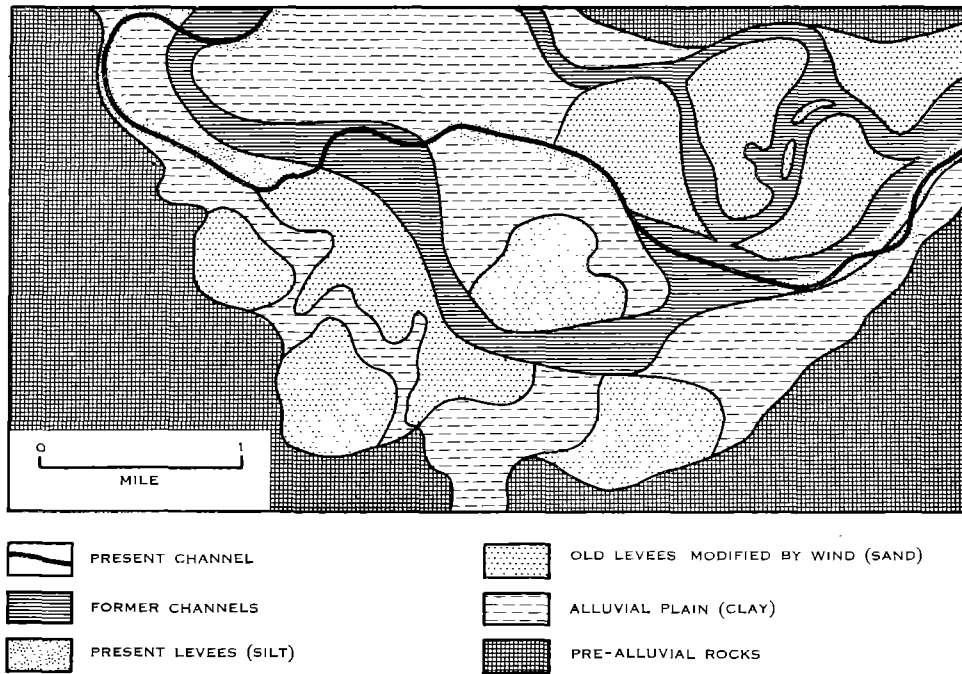 0 1
MILE
PRESENT CHANNEL
FORMER CHANNELS
PRESENT LEVEES (SILT)
OLD LEVEES MODIFIED BY WIND (SAND)
ALLUVIAL PLAIN (CLAY)
PRE-ALLUVIAL ROCKS